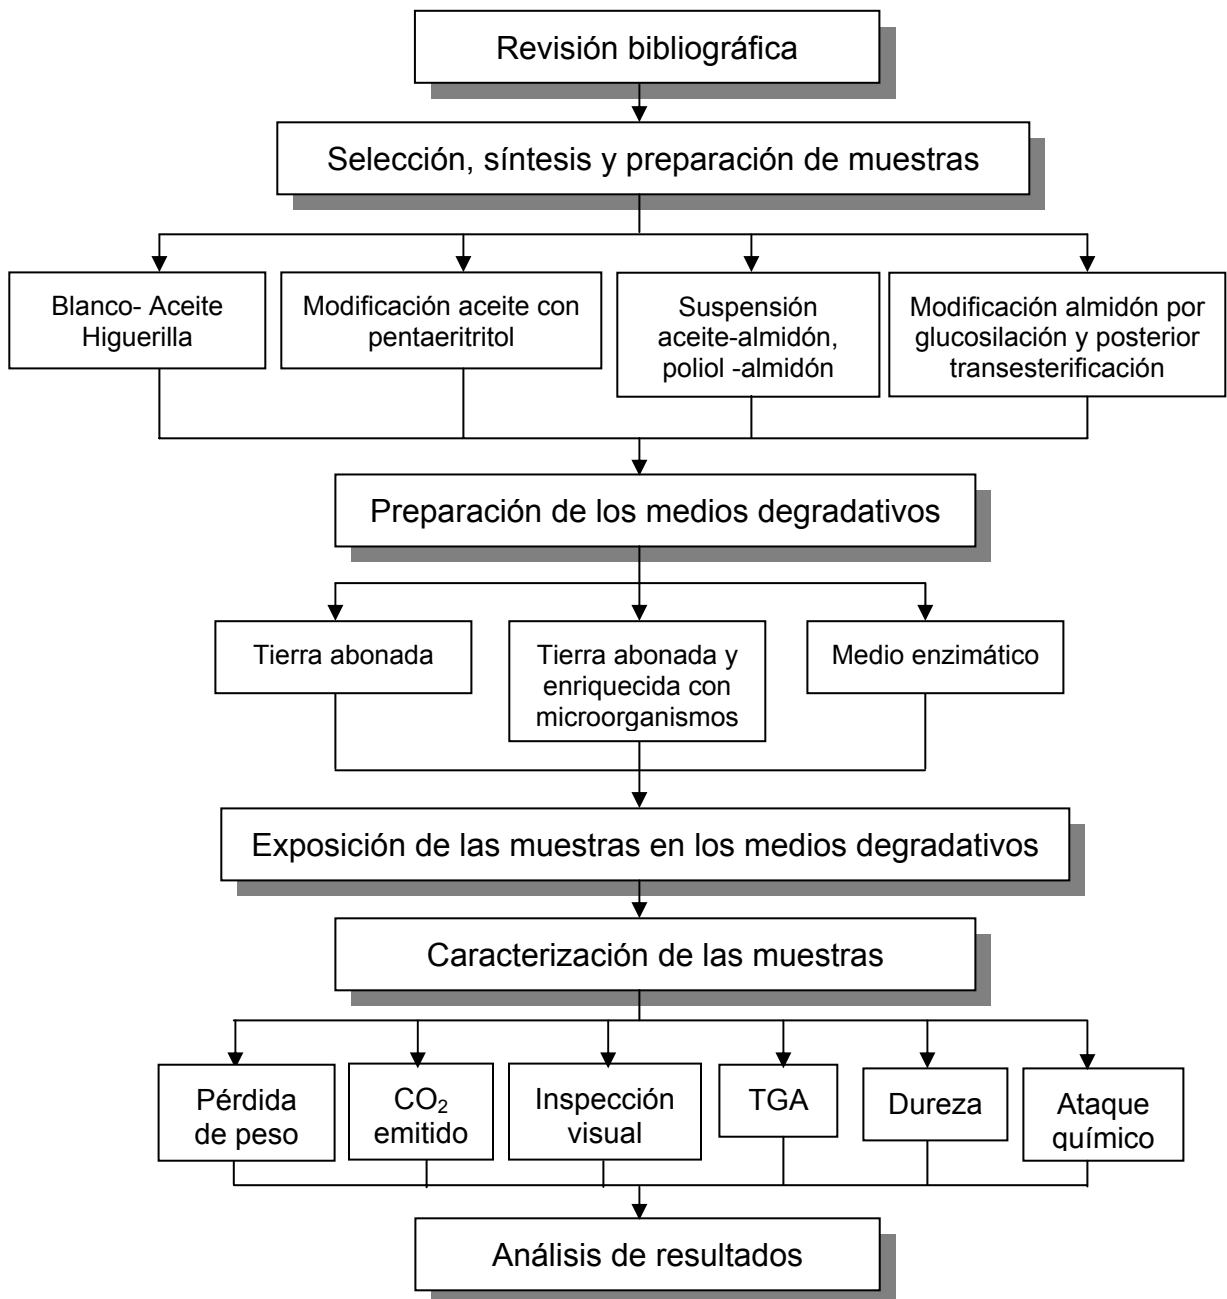 Revisión bibliográfica
Selección, síntesis y preparación de muestras
Blanco- Aceite
Higuerilla
Modificación aceite con
pentaeritritol
Suspensión
aceite-almidón,
poliol -almidón
Modificación almidón por
glucosilación y posterior
transesterificación
Preparación de los medios degradativos
Tierra abonada
Tierra abonada y
enriquecida con
microorganismos
Medio enzimático
Exposición de las muestras en los medios degradativos
Caracterización de las muestras
Pérdida
de peso
CO₂
emitido
Inspección
visual
TGA
Dureza
Ataque
químico
Análisis de resultados